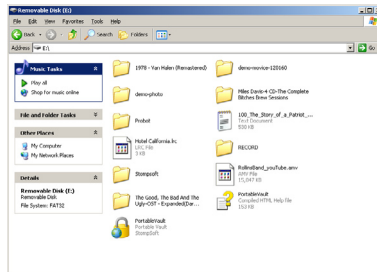 Removable Disk (E:)
File Edit View Favorites Tools Help
Back Search Folders
Address E:\ Go
Music Tasks
Play all
Shop for music online
File and Folder Tasks
Other Places
My Computer
My Network Places
Details
Removable Disk (E:)
Removable Disk
File System: FAT32
1978 - Van Halen (Remastered)
demo-movice-120160
demo-photo
Miles Davis-4 CD-The Complete
Bitches Brew Sessions
Probot
100_The_Story_of_a_Patriot_...
Text Document
550 KB
Hotel California.lrc
LRC File
3 KB
RECORD
Stompsoft
RollinsBand_youTube.amv
AMV File
15,047 KB
The Good, The Bad And The
Ugly-OST - Expanded(Dar...
PortableVault
Compiled HTML Help file
153 KB
PortableVault
Portable Vault
StompSoft